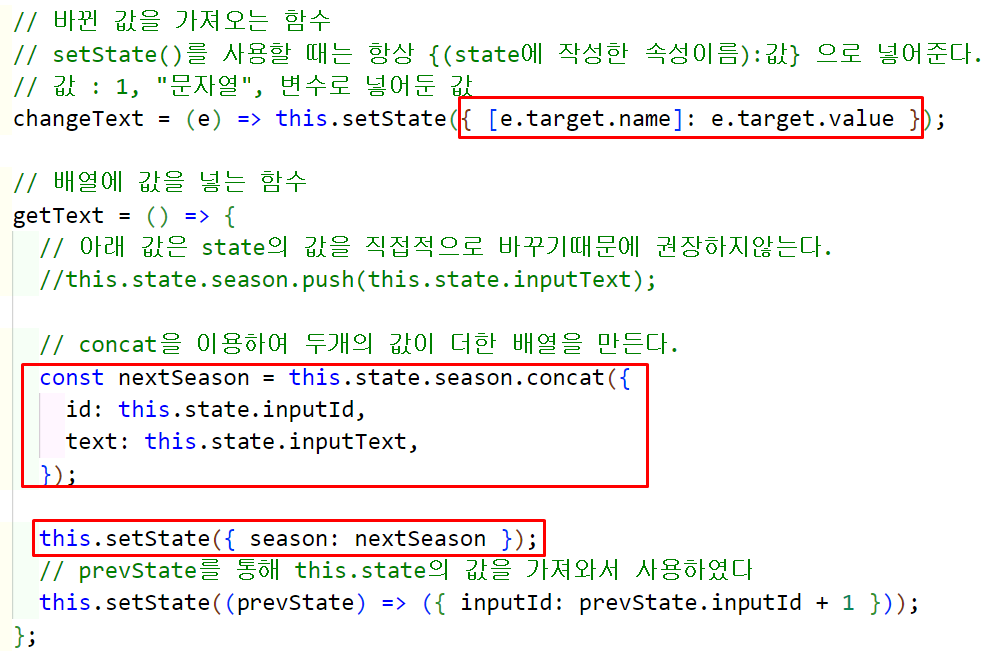 // 바뀐 값을 가져오는 함수
// setState()를 사용할 때는 항상 {(state에 작성한 속성이름):값} 으로 넣어준다.
// 값 : 1, "문자열", 변수로 넣어둔 값
changeText = (e) => this.setState({ [e.target.name]: e.target.value });
// 배열에 값을 넣는 함수
getText = () => {
// 아래 값은 state의 값을 직접적으로 바꾸기때문에 권장하지않는다.
//this.state.season.push(this.state.inputText);
// concat을 이용하여 두개의 값이 더한 배열을 만든다.
const nextSeason = this.state.season.concat({
id: this.state.inputId,
text: this.state.inputText,
});
this.setState({ season: nextSeason });
// prevState를 통해 this.state의 값을 가져와서 사용하였다
this.setState((prevState) => ({ inputId: prevState.inputId + 1 }));
};